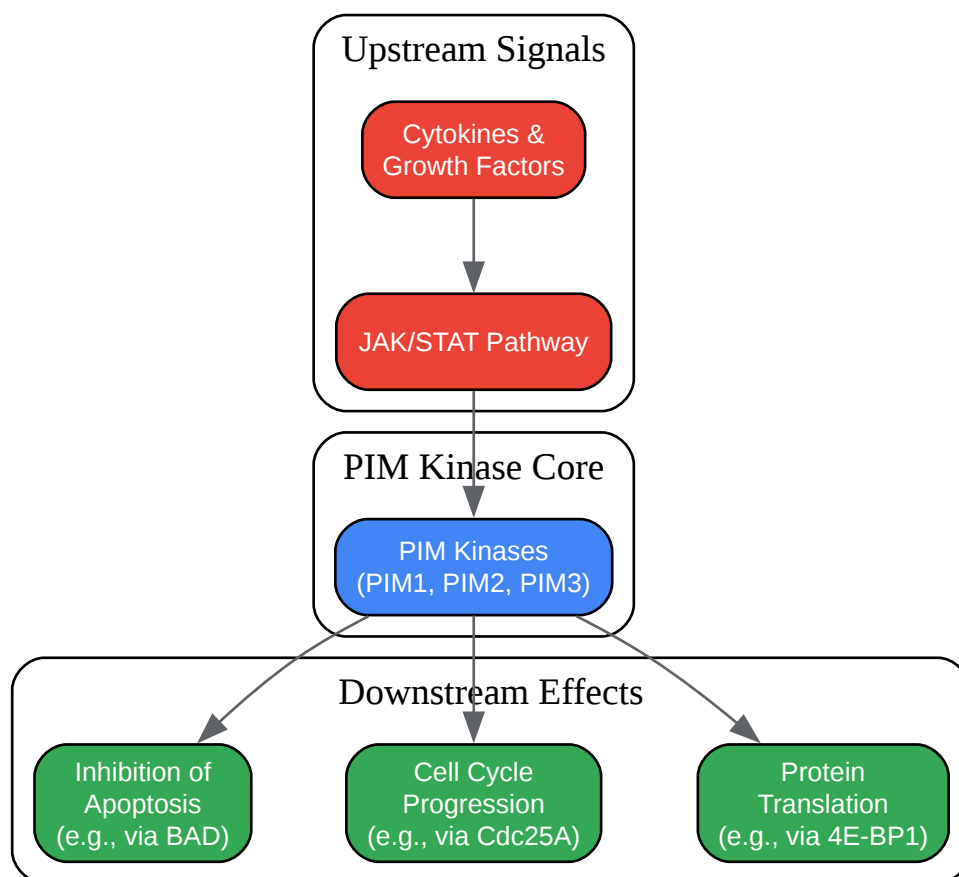 Upstream Signals
Cytokines &
Growth Factors
JAK/STAT Pathway
PIM Kinase Core
PIM Kinases
(PIM1, PIM2, PIM3)
Downstream Effects
Inhibition of
Apoptosis
(e.g., via BAD)
Cell Cycle
Progression
(e.g., via Cdc25A)
Protein
Translation
(e.g., via 4E-BP1)